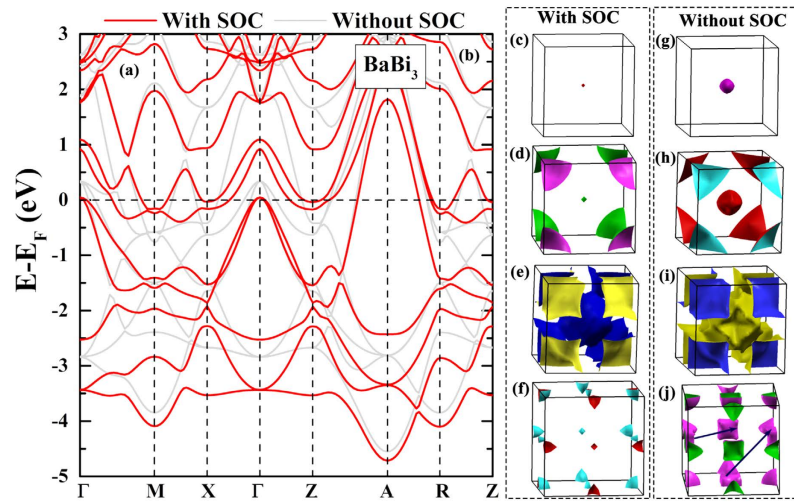 With SOC Without SOC
With SOC
Without SOC
(a)
(b)
BaBi3
E-EF (eV)
3
2
1
0
-1
-2
-3
-4
-5
Γ M X Γ Z A R Z
(c)
(g)
(d)
(h)
(e)
(i)
(f)
(j)